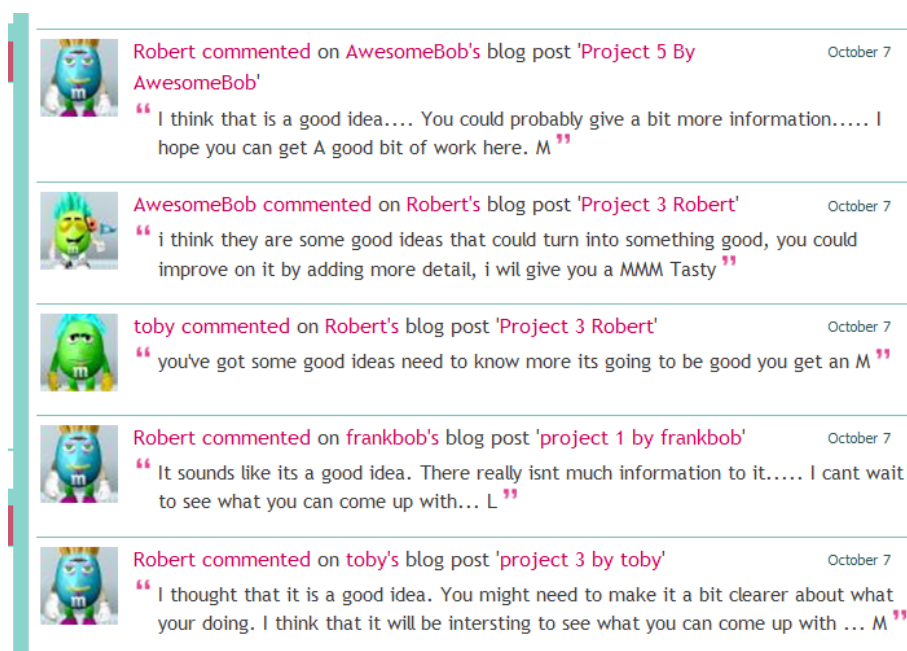 Robert commented on AwesomeBob's blog post 'Project 5 By October 7
AwesomeBob'
“ I think that is a good idea.... You could probably give a bit more information..... I
hope you can get A good bit of work here. M ”
AwesomeBob commented on Robert's blog post 'Project 3 Robert' October 7
“ i think they are some good ideas that could turn into something good, you could
improve on it by adding more detail, i wil give you a MMM Tasty ”
toby commented on Robert's blog post 'Project 3 Robert' October 7
“ you've got some good ideas need to know more its going to be good you get an M ”
Robert commented on frankbob's blog post 'project 1 by frankbob' October 7
“ It sounds like its a good idea. There really isnt much information to it..... I cant wait
to see what you can come up with... L ”
Robert commented on toby's blog post 'project 3 by toby' October 7
“ I thought that it is a good idea. You might need to make it a bit clearer about what
your doing. I think that it will be intersting to see what you can come up with ... M ”